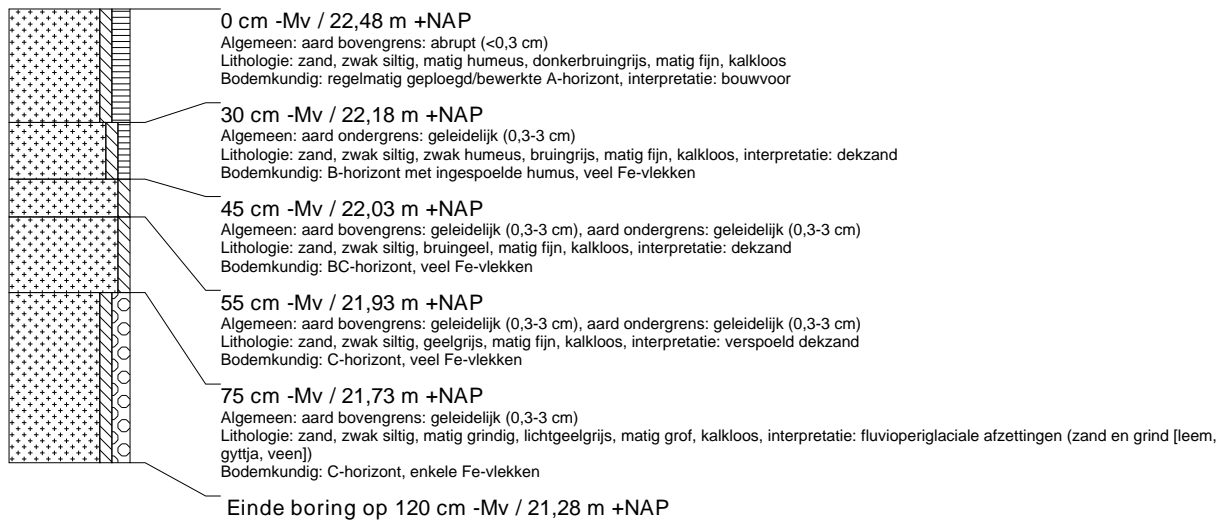 0 cm -Mv / 22,48 m +NAP
Algemeen: aard bovengrens: abrupt (<0,3 cm)
Lithologie: zand, zwak siltig, matig humeus, donkerbruingrijs, matig fijn, kalkloos
Bodemkundig: regelmatig geploegd/bewerkte A-horizont, interpretatie: bouwvoor
30 cm -Mv / 22,18 m +NAP
Algemeen: aard ondergrens: geleidelijk (0,3-3 cm)
Lithologie: zand, zwak siltig, zwak humeus, bruingrijs, matig fijn, kalkloos, interpretatie: dekzand
Bodemkundig: B-horizont met ingespoelde humus, veel Fe-vlekken
45 cm -Mv / 22,03 m +NAP
Algemeen: aard bovengrens: geleidelijk (0,3-3 cm), aard ondergrens: geleidelijk (0,3-3 cm)
Lithologie: zand, zwak siltig, bruingeel, matig fijn, kalkloos, interpretatie: dekzand
Bodemkundig: BC-horizont, veel Fe-vlekken
55 cm -Mv / 21,93 m +NAP
Algemeen: aard bovengrens: geleidelijk (0,3-3 cm), aard ondergrens: geleidelijk (0,3-3 cm)
Lithologie: zand, zwak siltig, geelgrijs, matig fijn, kalkloos, interpretatie: verspoeld dekzand
Bodemkundig: C-horizont, veel Fe-vlekken
75 cm -Mv / 21,73 m +NAP
Algemeen: aard bovengrens: geleidelijk (0,3-3 cm)
Lithologie: zand, zwak siltig, matig grindig, lichtgeelgrijs, matig grof, kalkloos, interpretatie: fluvioperiglaciale afzettingen (zand en grind [leem,
gyttja, veen])
Bodemkundig: C-horizont, enkele Fe-vlekken
Einde boring op 120 cm -Mv / 21,28 m +NAP